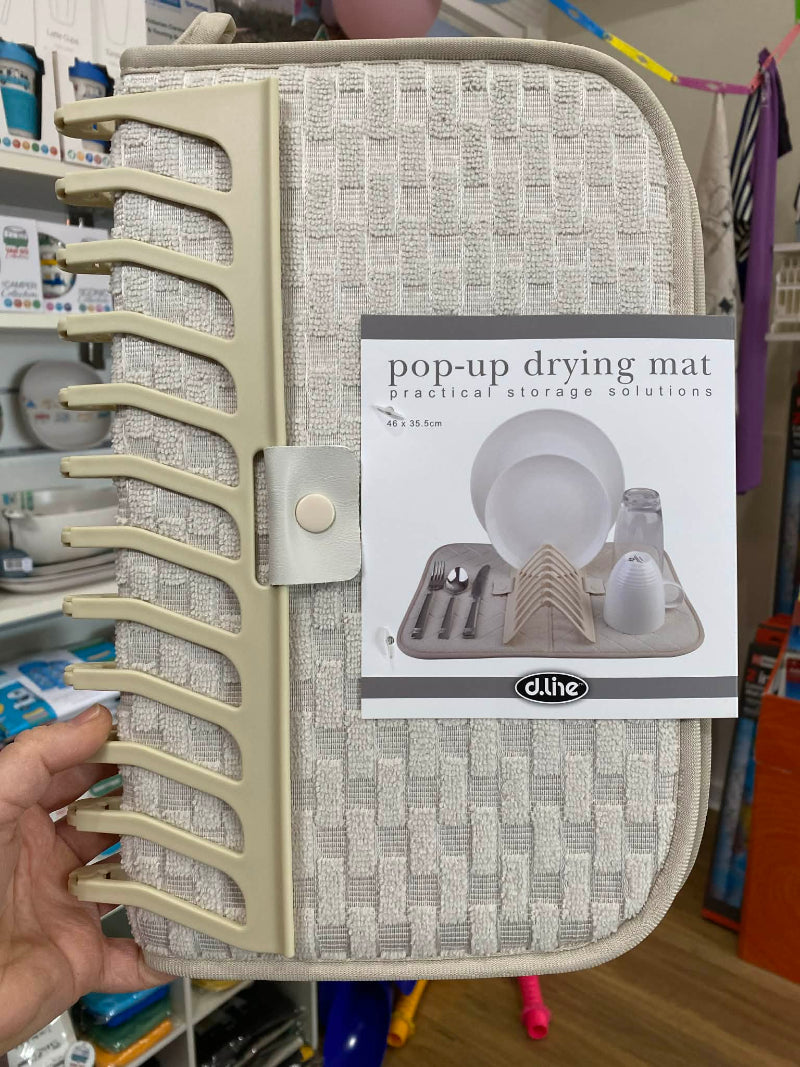 pop-up drying mat
practical storage solutions
46 x 35.5cm
d.line